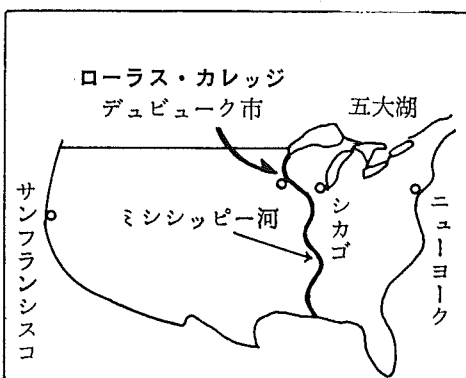 ローラス・カレッジ
デュビューク市
五大湖
サンフランシスコ
ミシシッピー河
シカゴ
ニューヨーク